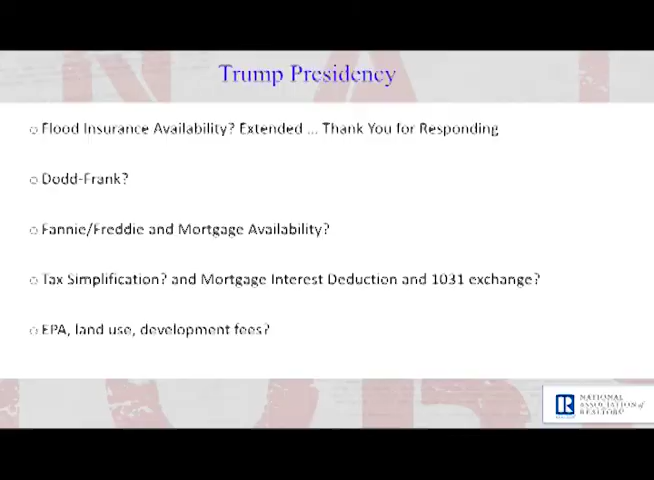 Trump Presidency
Flood Insurance Availability? Extended ... Thank You for Responding
Dodd-Frank?
Fannie/Freddie and Mortgage Availability?
Tax Simplification? and Mortgage Interest Deduction and 1031 exchange?
EPA, land use, development fees?
NATIONAL
ASSOCIATION of
REALTORS®